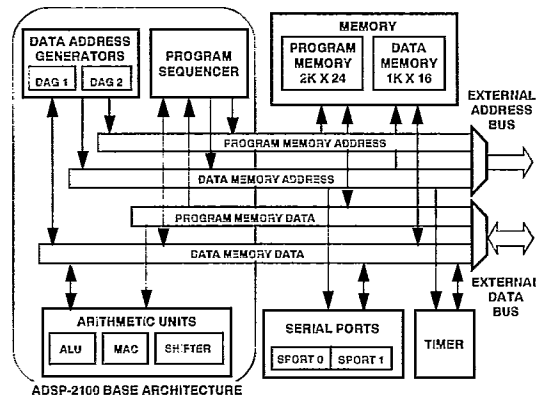 DATA ADDRESS
GENERATORS
DAG 1
DAG 2
PROGRAM
SEQUENCER
MEMORY
PROGRAM
MEMORY
2K X 24
DATA
MEMORY
1K X 16
EXTERNAL
ADDRESS
BUS
PROGRAM MEMORY ADDRESS
DATA MEMORY ADDRESS
PROGRAM MEMORY DATA
DATA MEMORY DATA
EXTERNAL
DATA
BUS
ARITHMETIC UNITS
ALU
MAC
SHIFTER
SERIAL PORTS
SPORT 0
SPORT 1
TIMER
ADSP-2100 BASE ARCHITECTURE